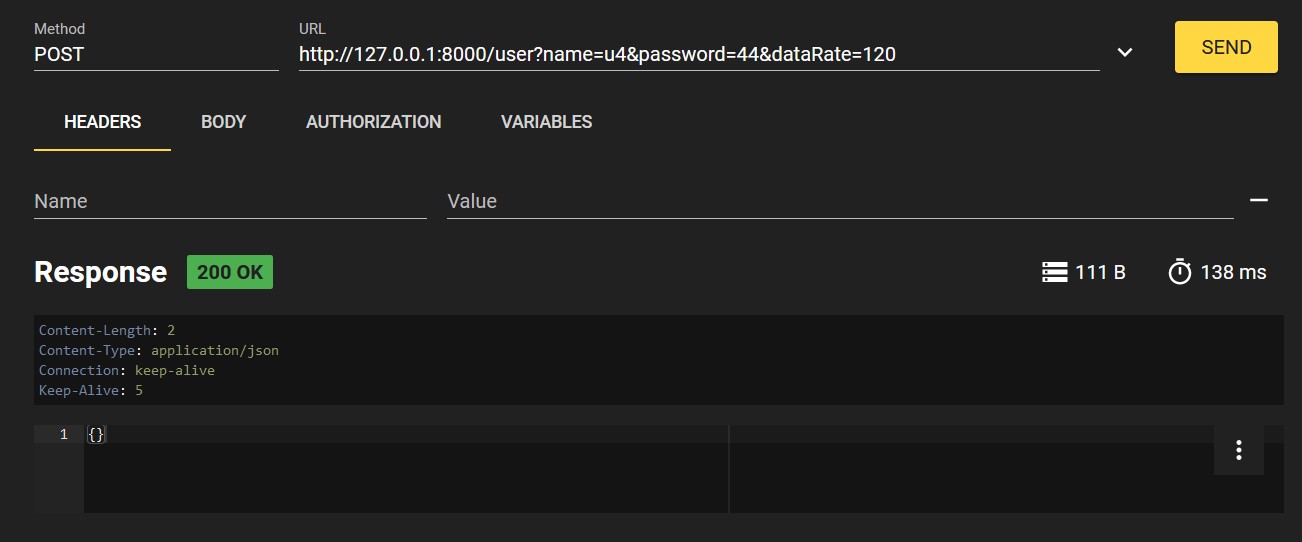 Method
URL
POST
http://127.0.0.1:8000/user?name=u4&password=44&dataRate=120
SEND
HEADERS BODY AUTHORIZATION VARIABLES
Name Value
Response 200 OK 111 B 138 ms
Content-Length: 2
Content-Type: application/json
Connection: keep-alive
Keep-Alive: 5
1 {}